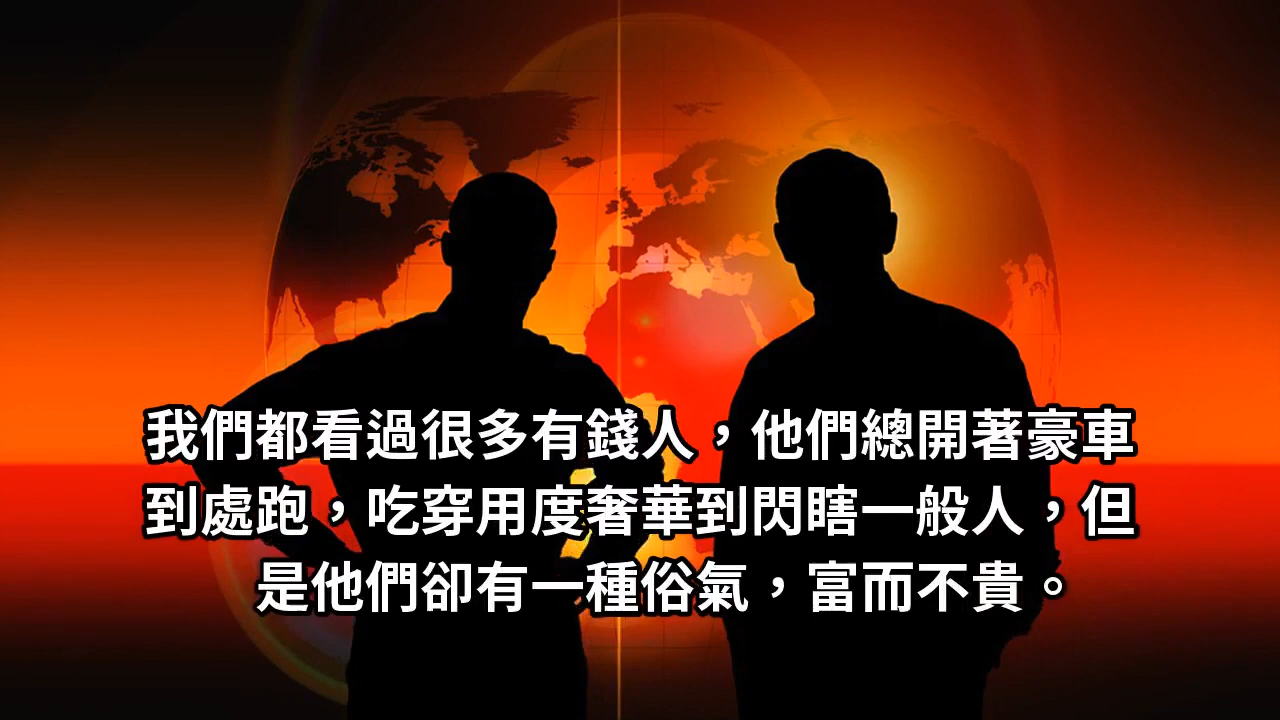 我們都看過很多有錢人，他們總開著豪車
到處跑，吃穿用度奢華到閃瞎一般人，但
是他們卻有一種俗氣，富而不貴。